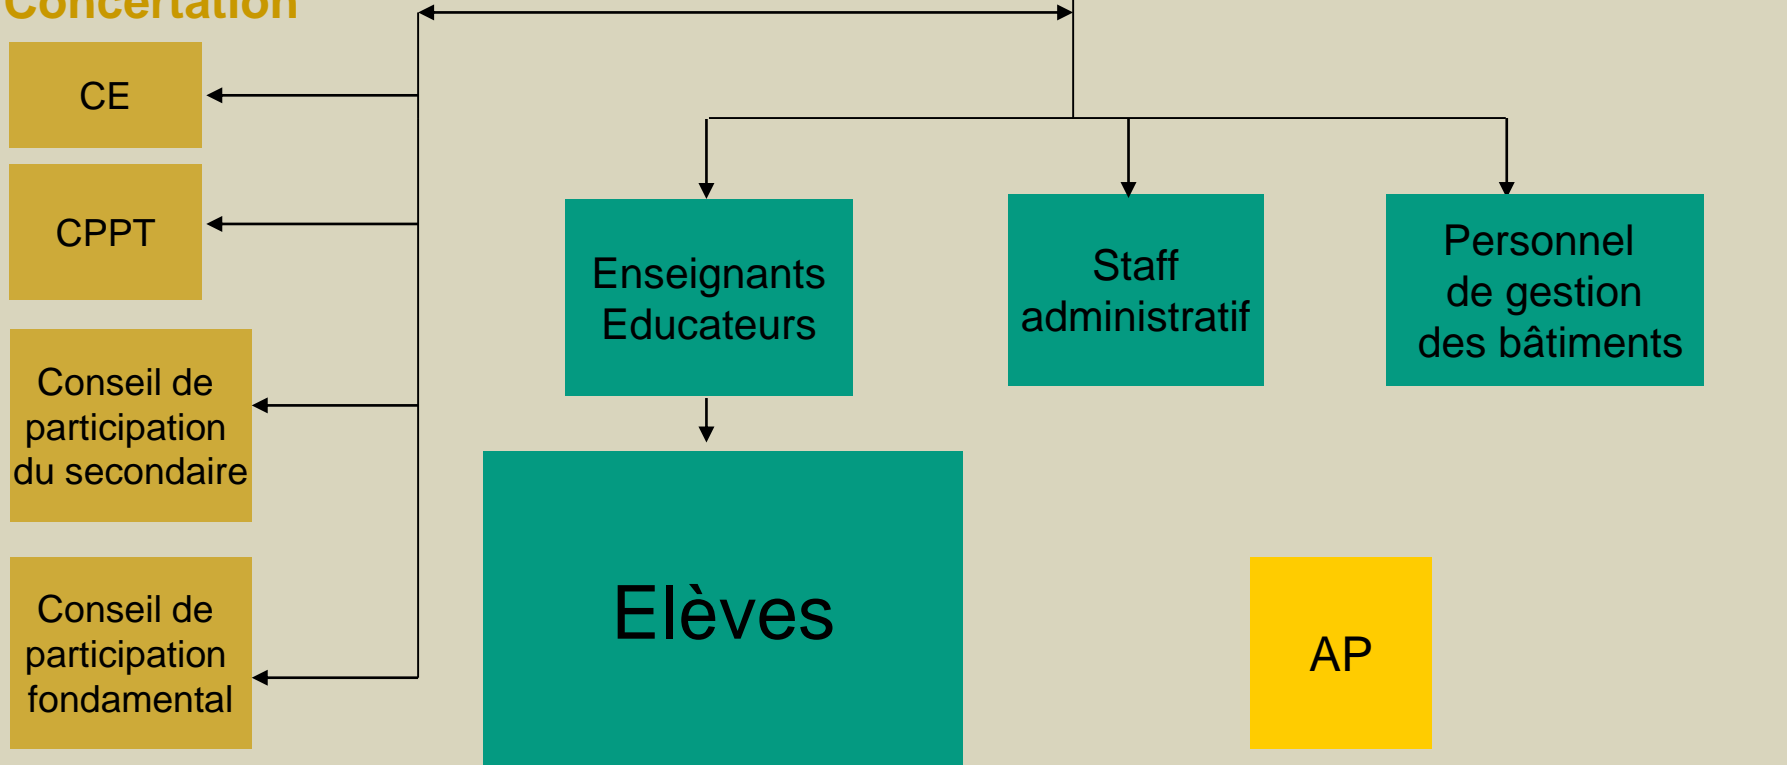 Concertation
CE
CPPT
Conseil de
participation
du secondaire
Conseil de
participation
fondamental
Enseignants
Educateurs
Staff
administratif
Personnel
de gestion
des bâtiments
Elèves
AP